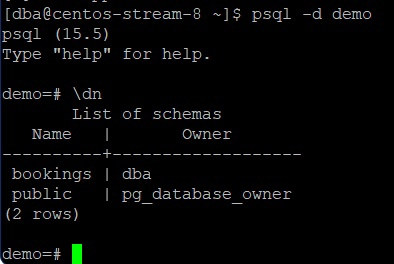 [dba@centos-stream-8 ~]$ psql -d demo
psql (15.5)
Type "help" for help.
demo=# \dn
List of schemas
Name | Owner
----------+-------------------
bookings | dba
public | pg_database_owner
(2 rows)
demo=#